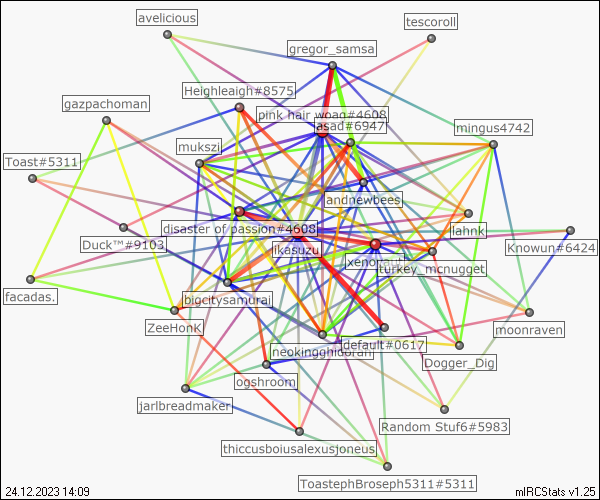 avelicious
tescoroll
gregor_samsa
Heighleaigh#8575
gazpachoman
pink hair woag#4608
asad#6947
mingus4742
mukszi
Toast#5311
andnewbees
disaster of passion#4608
llahnk
Duck™#9103
ikasuzu
Knowun#6424
xenoraiu
turkey_mcnugget
facadas.
bigcitysamurai
ZeeHonK
moonraven
default#0617
neokingghidorah
Dogger_Dig
ogshroom
jarlbreadmaker
Random Stuf6#5983
thiccusboiusalexusjoneus
ToastephBroseph5311#5311
24.12.2023 14:09
mIRCStats v1.25